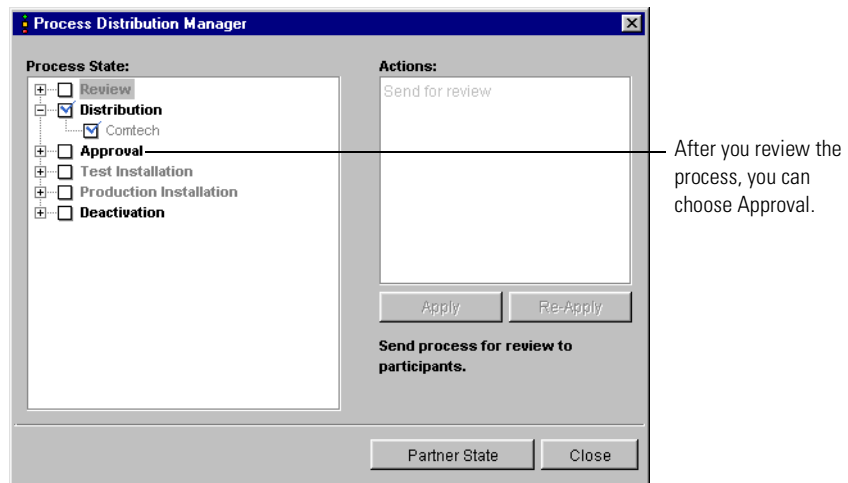 Process Distribution Manager
Process State:
Review
Distribution
Comtech
Approval
Test Installation
Production Installation
Deactivation
Actions:
Send for review
Apply
Re-Apply
Send process for review to
participants.
Partner State
Close
After you review the
process, you can
choose Approval.